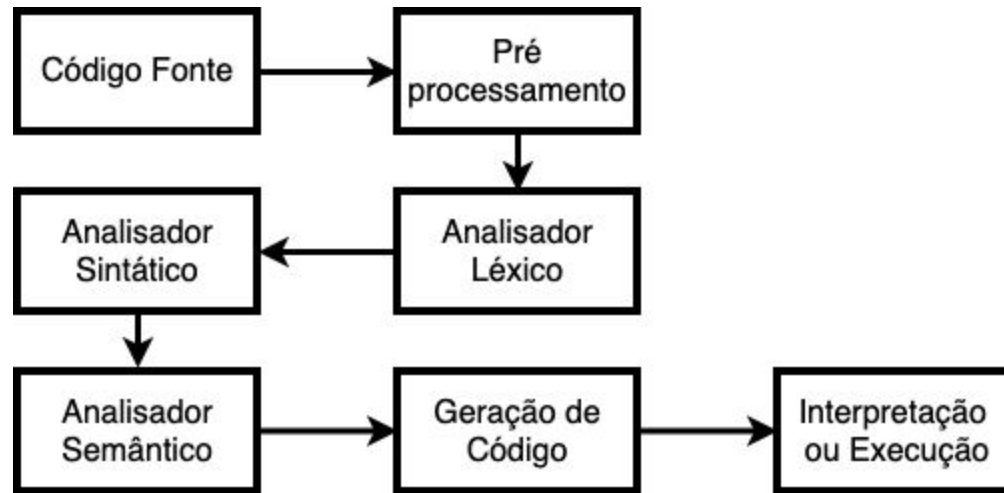 Código Fonte
Pré
processamento
Analisador
Sintático
Analisador
Léxico
Analisador
Semântico
Geração de
Código
Interpretação
ou Execução